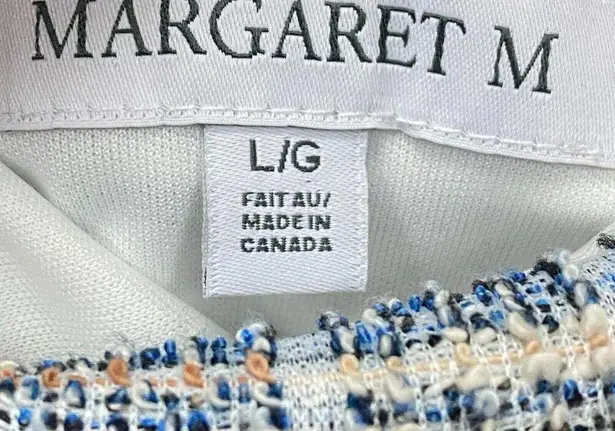 MARGARET M
L/G
FAIT AU/
MADE IN
CANADA